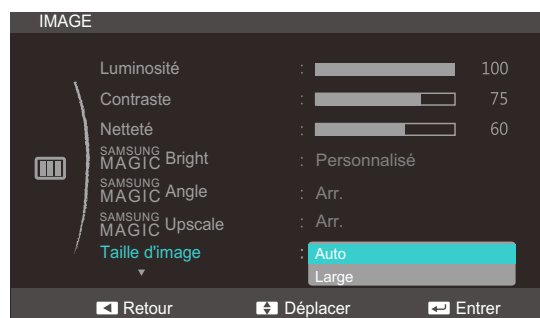 IMAGE
Luminosité : 100
Contraste : 75
Netteté : 60
SAMSUNG MAGIC Bright : Personnalisé
SAMSUNG MAGIC Angle : Arr.
SAMSUNG MAGIC Upscale : Arr.
Taille d'image : Auto
Large
Retour Déplacer Entrer